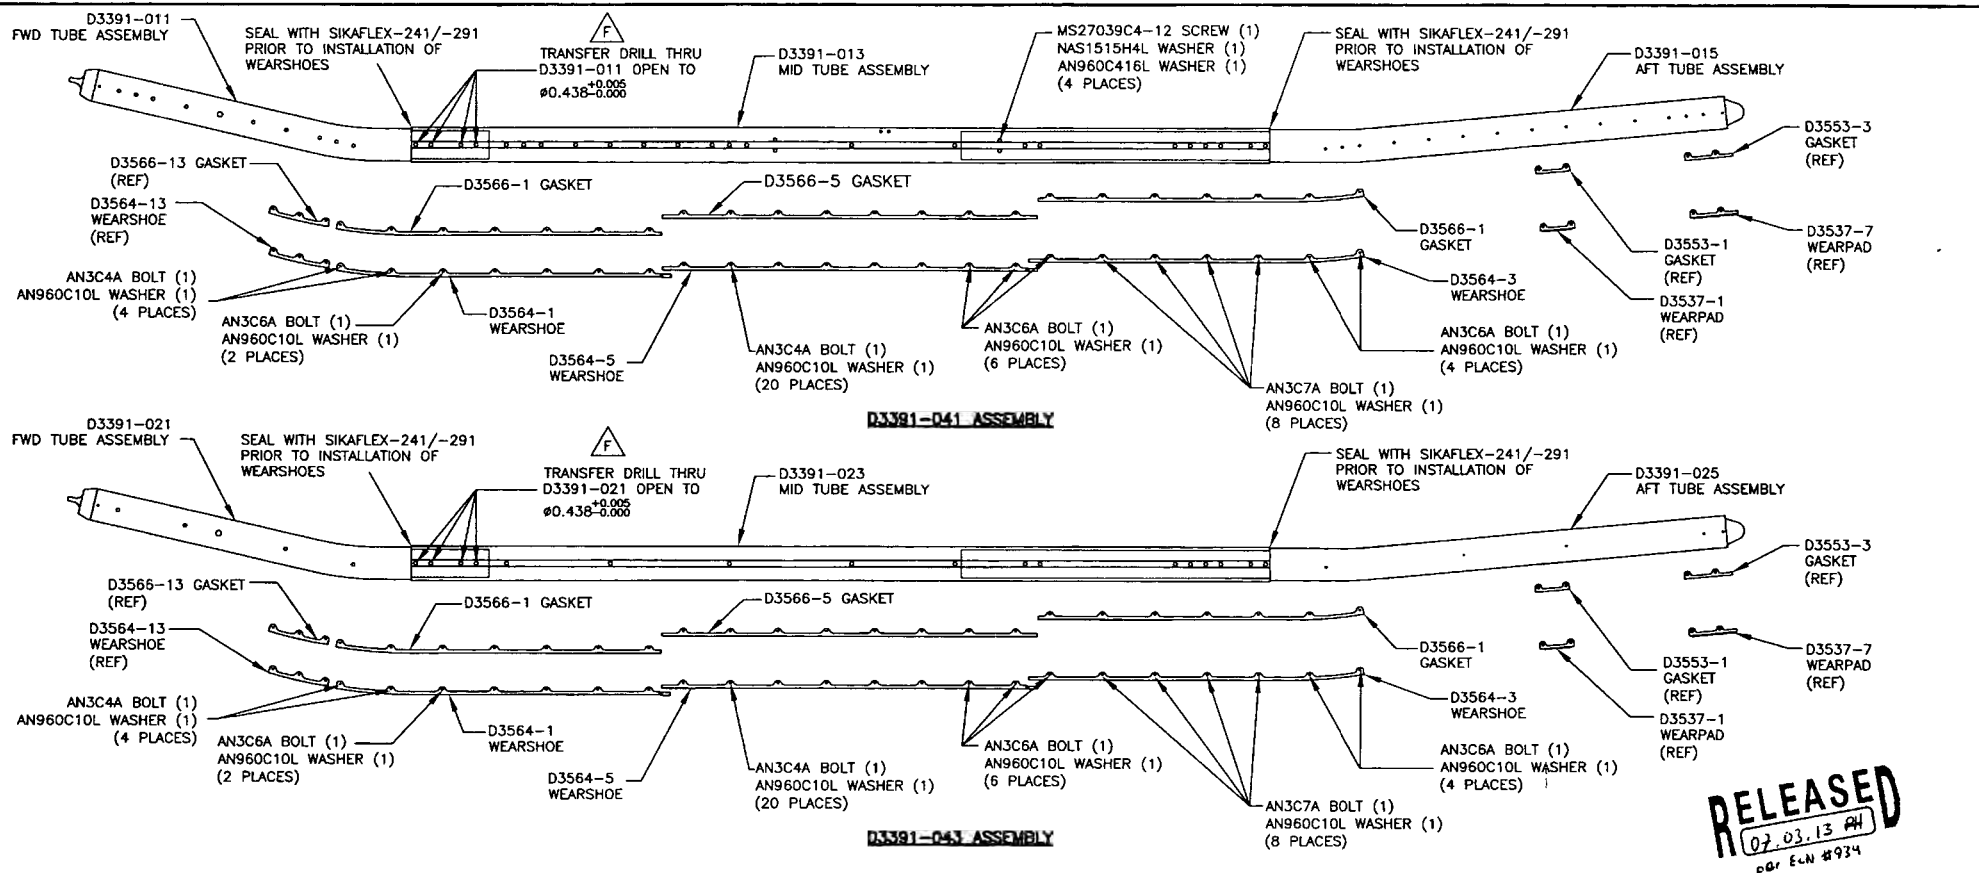 D3391-011
FWD TUBE ASSEMBLY
SEAL WITH SIKAFLEX-241/-291
PRIOR TO INSTALLATION OF
WEARSHOES
F
TRANSFER DRILL THRU
D3391-011 OPEN TO
ø0.438+0.005-0.000
D3391-013
MID TUBE ASSEMBLY
MS27039C4-12 SCREW (1)
NAS1515H4L WASHER (1)
AN960C416L WASHER (1)
(4 PLACES)
SEAL WITH SIKAFLEX-241/-291
PRIOR TO INSTALLATION OF
WEARSHOES
D3391-015
AFT TUBE ASSEMBLY
D3553-3
GASKET
(REF)
D3566-13 GASKET
(REF)
D3566-1 GASKET
D3566-5 GASKET
D3564-13
WEARSHOE
(REF)
D3566-1
GASKET
D3553-1
GASKET
(REF)
D3537-7
WEARPAD
(REF)
AN3C4A BOLT (1)
AN960C10L WASHER (1)
(4 PLACES)
AN3C6A BOLT (1)
AN960C10L WASHER (1)
(2 PLACES)
D3564-1
WEARSHOE
D3564-5
WEARSHOE
AN3C4A BOLT (1)
AN960C10L WASHER (1)
(20 PLACES)
AN3C6A BOLT (1)
AN960C10L WASHER (1)
(6 PLACES)
D3564-3
WEARSHOE
D3537-1
WEARPAD
(REF)
AN3C6A BOLT (1)
AN960C10L WASHER (1)
(4 PLACES)
AN3C7A BOLT (1)
AN960C10L WASHER (1)
(8 PLACES)
D3391-041 ASSEMBLY
D3391-021
FWD TUBE ASSEMBLY
SEAL WITH SIKAFLEX-241/-291
PRIOR TO INSTALLATION OF
WEARSHOES
F
TRANSFER DRILL THRU
D3391-021 OPEN TO
ø0.438+0.005-0.000
D3391-023
MID TUBE ASSEMBLY
SEAL WITH SIKAFLEX-241/-291
PRIOR TO INSTALLATION OF
WEARSHOES
D3391-025
AFT TUBE ASSEMBLY
D3553-3
GASKET
(REF)
D3566-13 GASKET
(REF)
D3566-1 GASKET
D3566-5 GASKET
D3564-13
WEARSHOE
(REF)
D3566-1
GASKET
D3553-1
GASKET
(REF)
D3537-7
WEARPAD
(REF)
AN3C4A BOLT (1)
AN960C10L WASHER (1)
(4 PLACES)
AN3C6A BOLT (1)
AN960C10L WASHER (1)
(2 PLACES)
D3564-1
WEARSHOE
D3564-5
WEARSHOE
AN3C4A BOLT (1)
AN960C10L WASHER (1)
(20 PLACES)
AN3C6A BOLT (1)
AN960C10L WASHER (1)
(6 PLACES)
D3564-3
WEARSHOE
D3537-1
WEARPAD
(REF)
AN3C6A BOLT (1)
AN960C10L WASHER (1)
(4 PLACES)
AN3C7A BOLT (1)
AN960C10L WASHER (1)
(8 PLACES)
D3391-043 ASSEMBLY
RELEASED
07.03.13 PH
per ECN #934